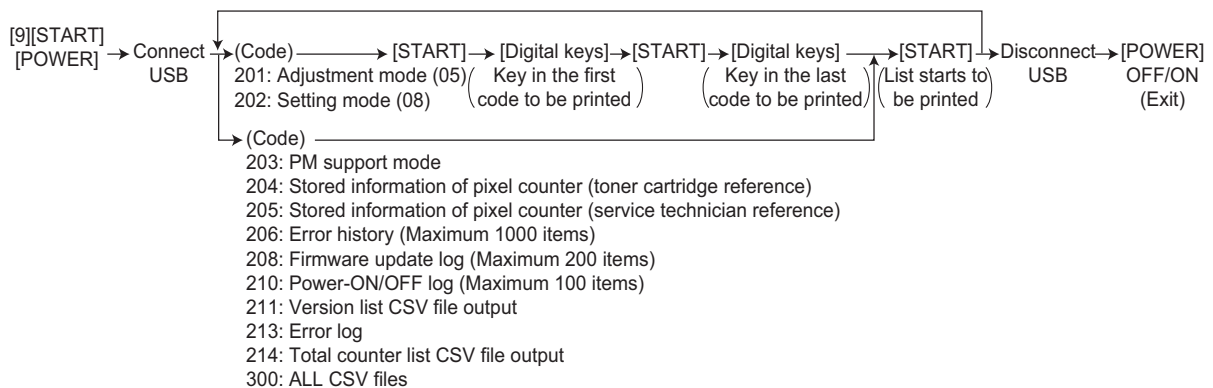 [9][START]
[POWER]
Connect
USB
(Code)
201: Adjustment mode (05)
202: Setting mode (08)
[START]
[Digital keys]
(Key in the first
code to be printed)
[START]
[Digital keys]
(Key in the last
code to be printed)
[START]
(List starts to
be printed)
Disconnect
USB
[POWER]
OFF/ON
(Exit)
(Code)
203: PM support mode
204: Stored information of pixel counter (toner cartridge reference)
205: Stored information of pixel counter (service technician reference)
206: Error history (Maximum 1000 items)
208: Firmware update log (Maximum 200 items)
210: Power-ON/OFF log (Maximum 100 items)
211: Version list CSV file output
213: Error log
214: Total counter list CSV file output
300: ALL CSV files